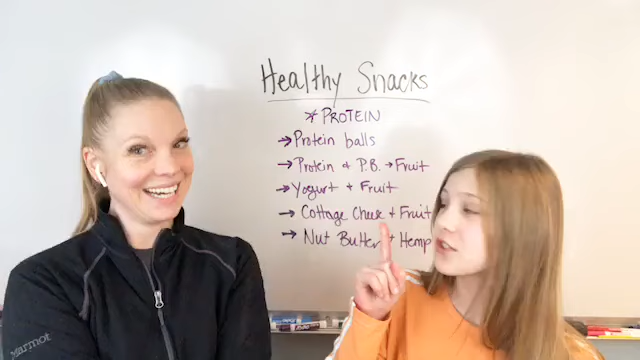 Healthy Snacks
* PROTEIN
→ Protein balls
→ Protein & P.B. → Fruit
→ Yogurt + Fruit
→ Cottage Cheese + Fruit
→ Nut Butter + Hemp
Marmot